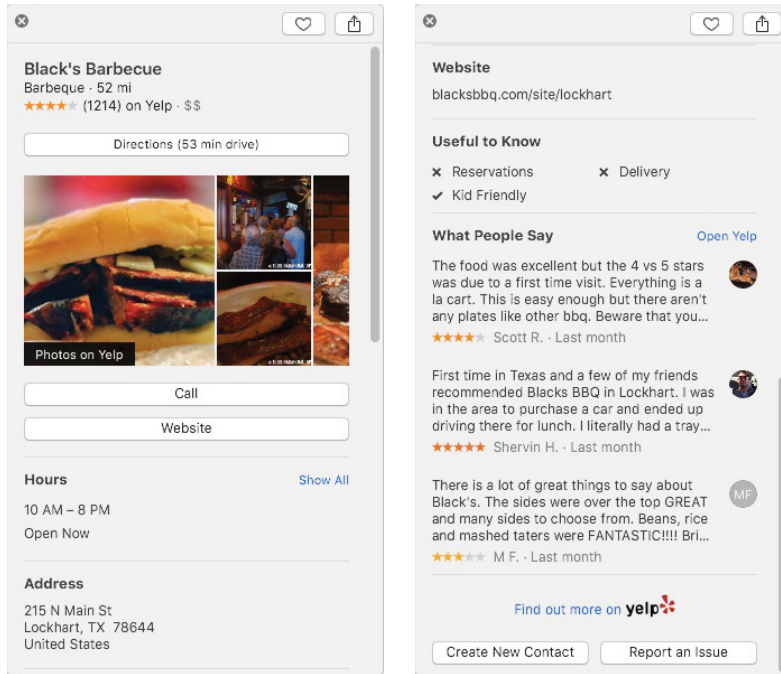 Black's Barbecue
Barbeque · 52 mi
(1214) on Yelp · $$
Directions (53 min drive)
Photos on Yelp
Call
Website
Hours
Show All
10 AM – 8 PM
Open Now
Address
215 N Main St
Lockhart, TX 78644
United States
Website
blacksbbq.com/site/lockhart
Useful to Know
Reservations
Delivery
Kid Friendly
What People Say
Open Yelp
The food was excellent but the 4 vs 5 stars
was due to a first time visit. Everything is a
la cart. This is easy enough but there aren't
any plates like other bbq. Beware that you...
Scott R. · Last month
First time in Texas and a few of my friends
recommended Blacks BBQ in Lockhart. I was
in the area to purchase a car and ended up
driving there for lunch. I literally had a tray...
Shervin H. · Last month
There is a lot of great things to say about
Black's. The sides were over the top GREAT
and many sides to choose from. Beans, rice
and mashed taters were FANTASTIC!!!! Bri...
MF
M F. · Last month
Find out more on yelp
Create New Contact
Report an Issue